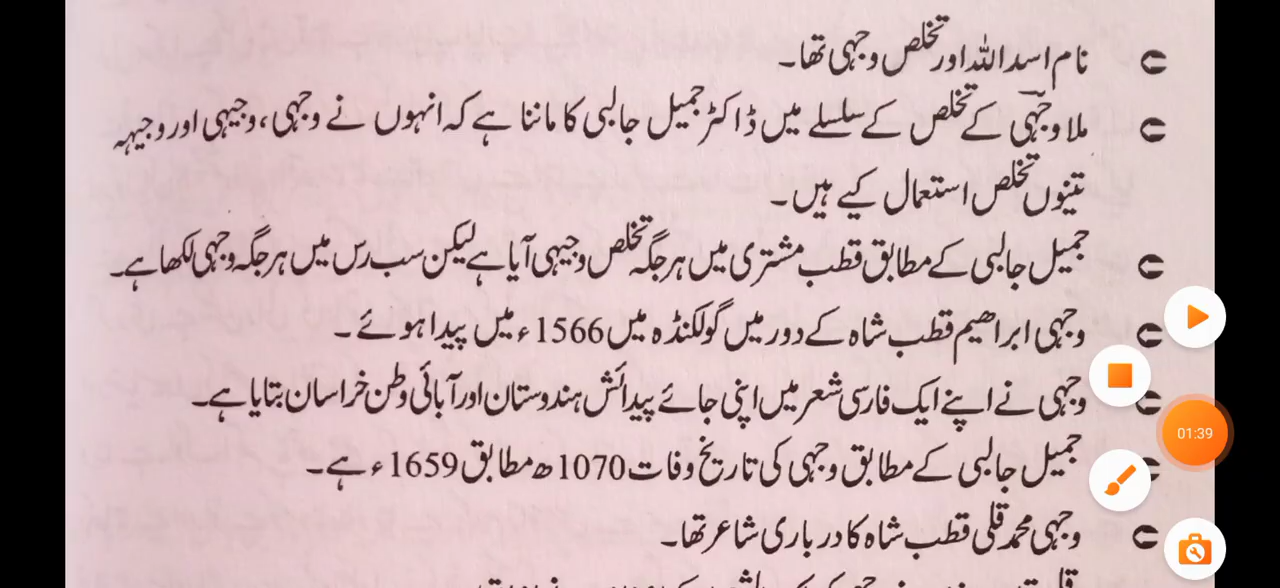 نام اسد اللہ اور تخلص وجہی تھا۔
ملا وجہی کے تخلص کے سلسلے میں ڈاکٹر جمیل جالبی کا ماننا ہے کہ انہوں نے وجہی، وجیہی اور وجیہہ
تینوں تخلص استعمال کیے ہیں۔
جمیل جالبی کے مطابق قطب مشتری میں ہر جگہ تخلص وجیہی آیا ہے لیکن سب رس میں ہر جگہ وجہی لکھا ہے۔
وجہی ابراھیم قطب شاہ کے دور میں گولکنڈہ میں 1566ء میں پیدا ہوئے۔
وجہی نے اپنے ایک فارسی شعر میں اپنی جائے پیدائش ہندوستان اور آبائی وطن خراسان بتایا ہے۔
جمیل جالبی کے مطابق وجہی کی تاریخ وفات 1070ھ مطابق 1659ء ہے۔
وجہی محمد قلی قطب شاہ کا درباری شاعر تھا۔
01:39